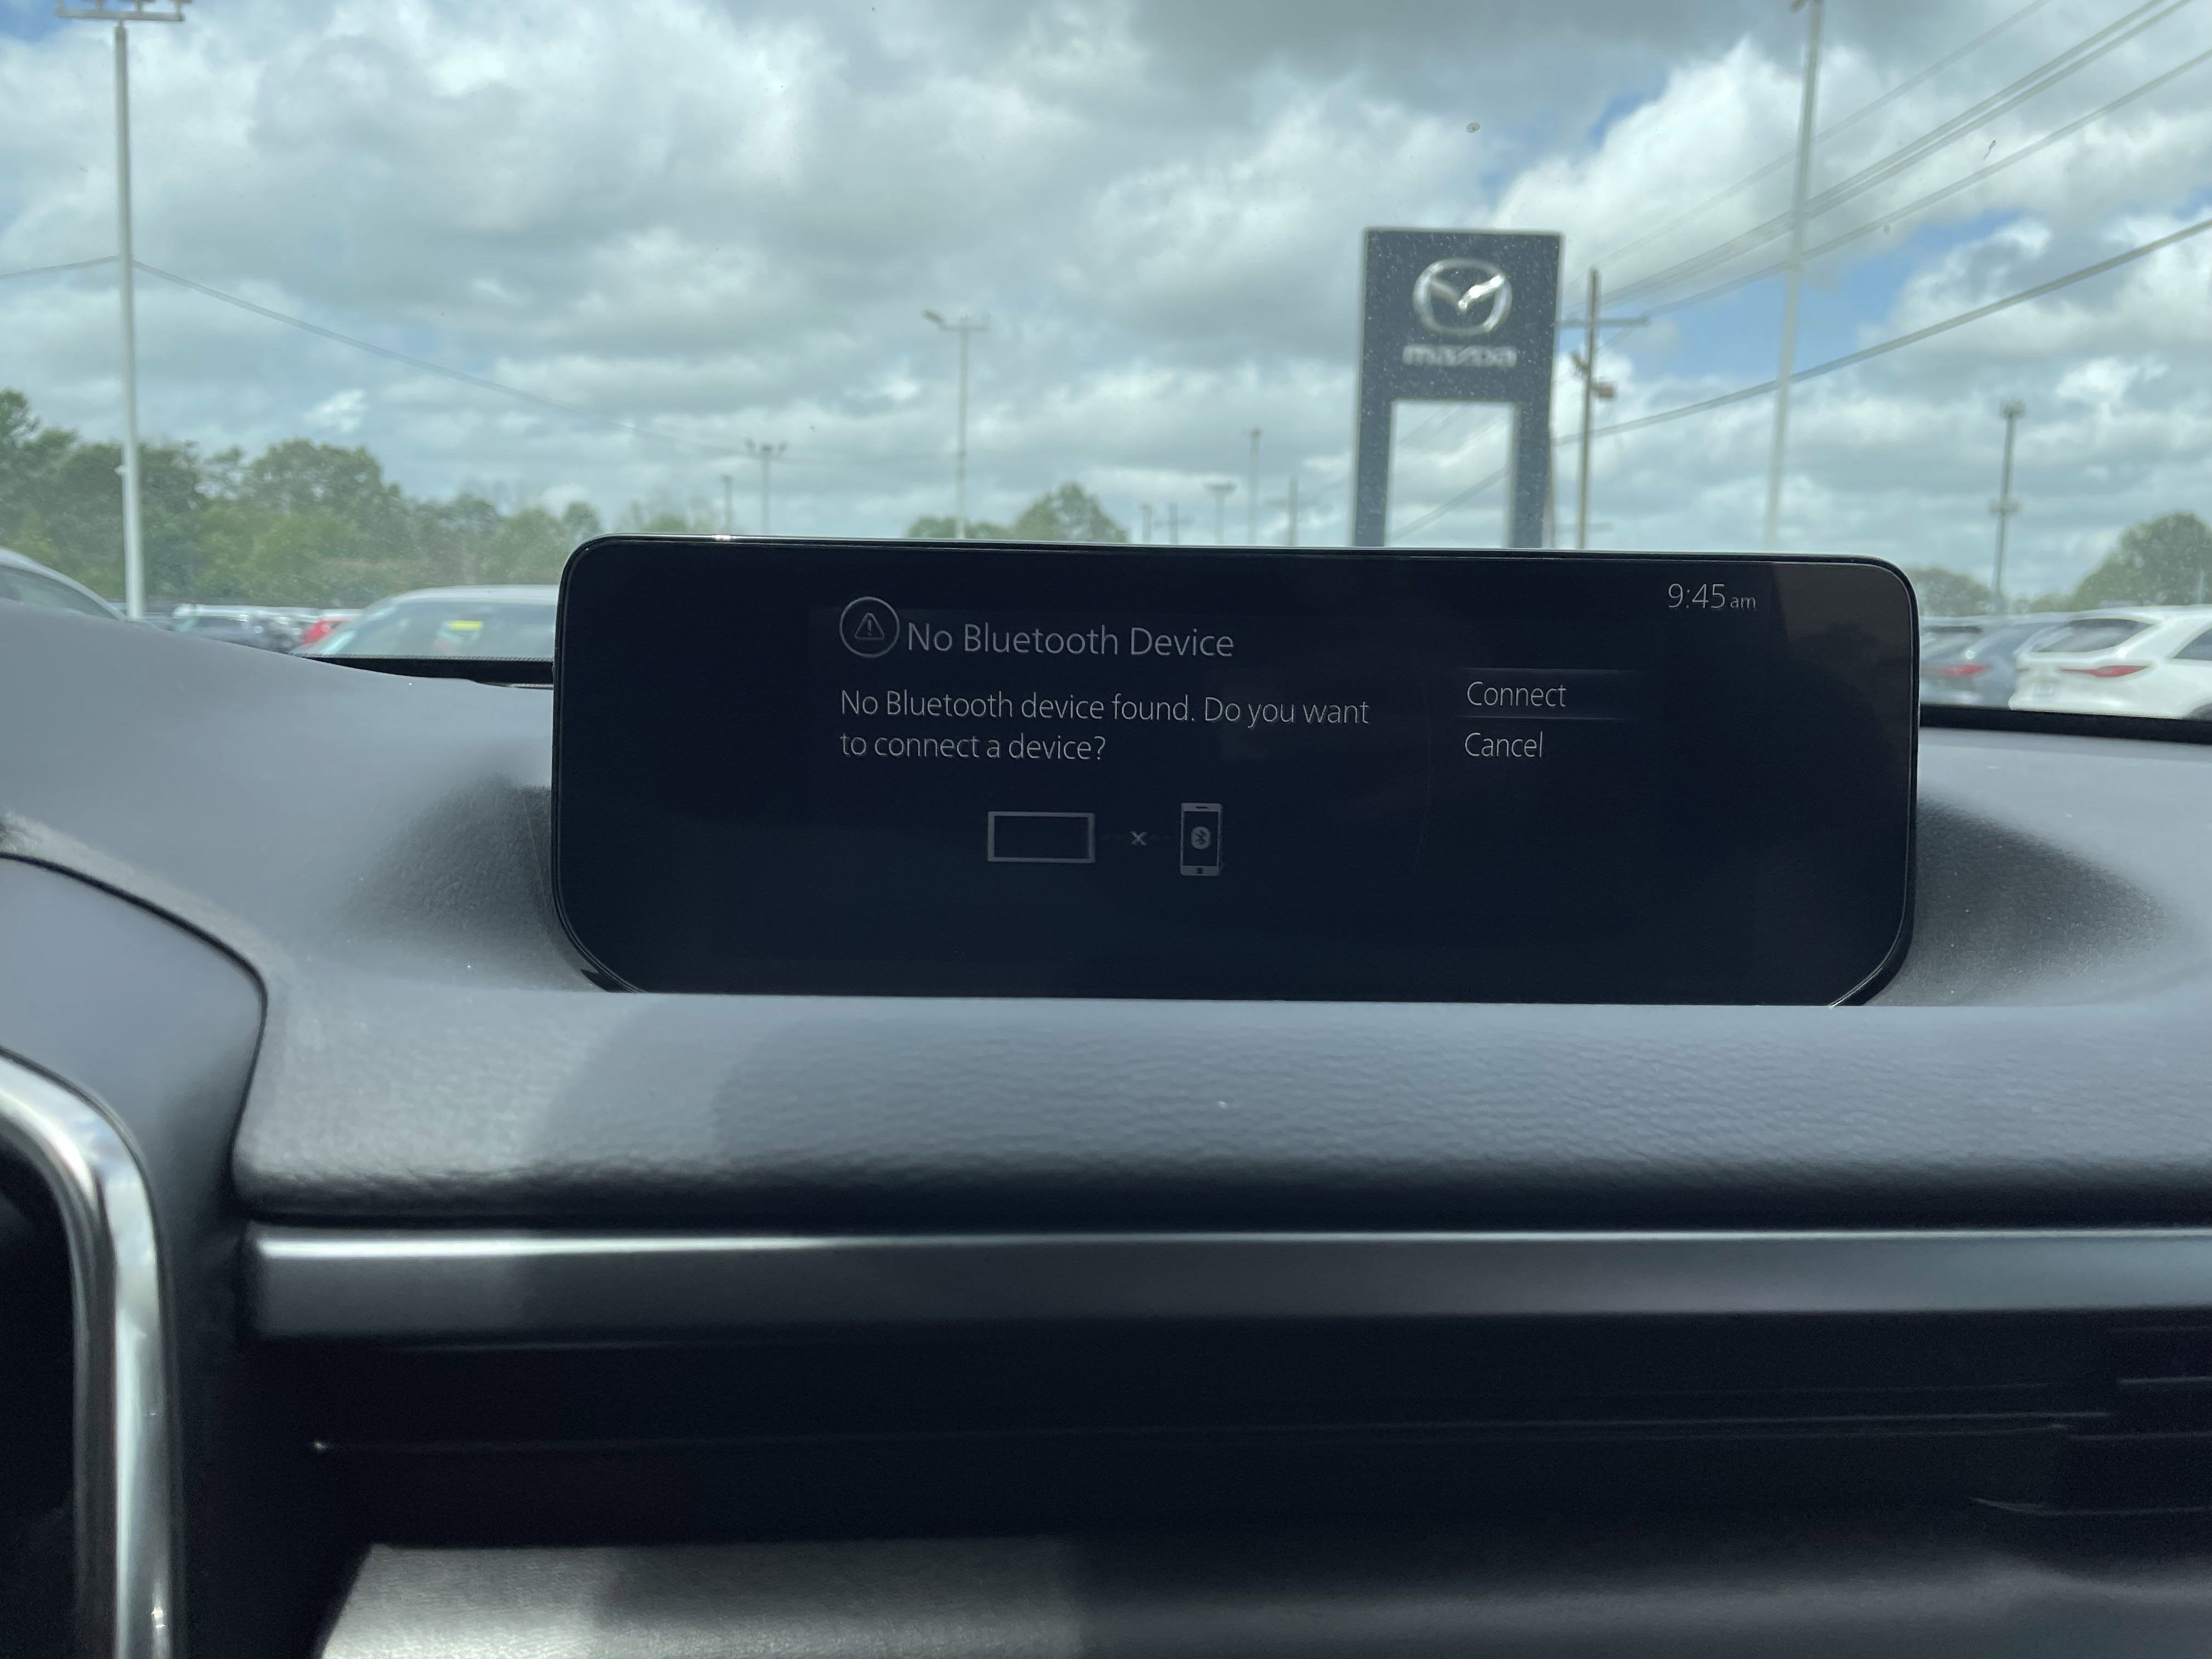 mazda
9:45 am
No Bluetooth Device
No Bluetooth device found. Do you want
to connect a device?
Connect
Cancel